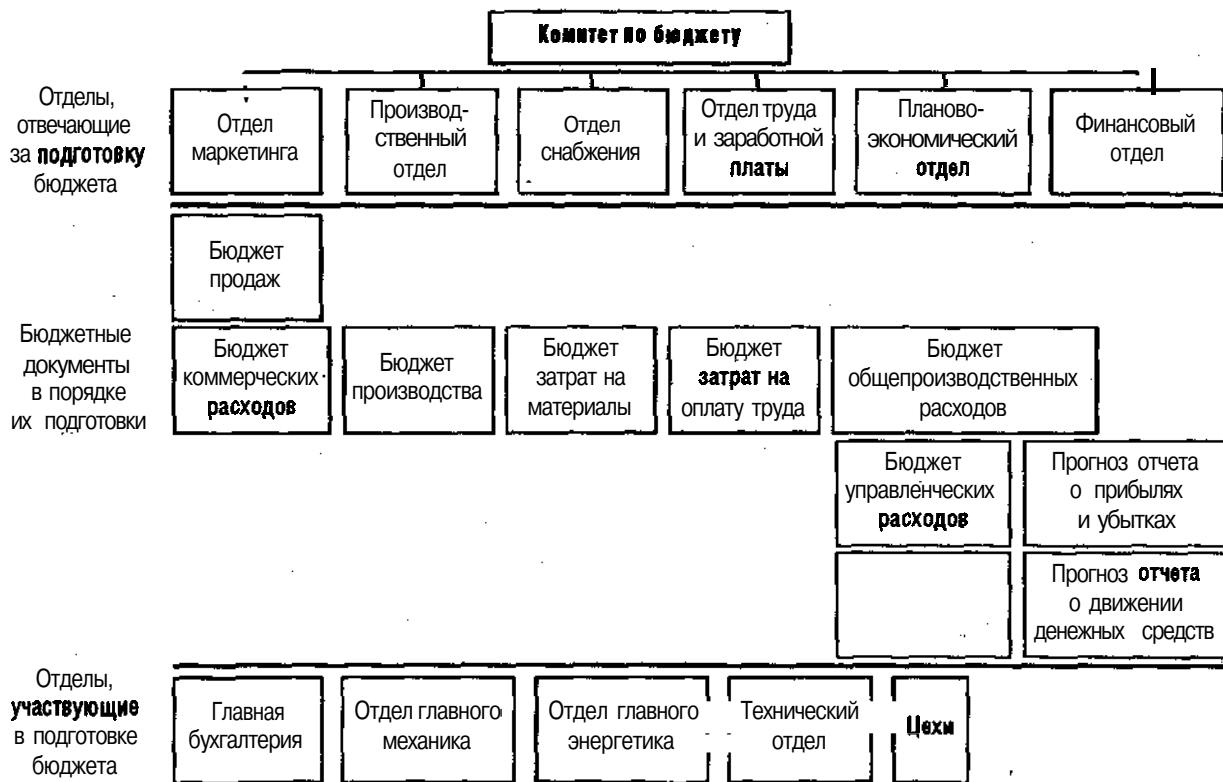 Комитет по бюджету
Отделы,
отвечающие
за подготовку
бюджета
Отдел
маркетинга
Производ-
ственный
отдел
Отдел
снабжения
Отдел труда
и заработной
платы
Планово-
экономический
отдел
Финансовый
отдел
Бюджетные
документы
в порядке
их подготовки
Бюджет
продаж
Бюджет
коммерческих
расходов
Бюджет
производства
Бюджет
затрат на
материалы
Бюджет
затрат на
оплату труда
Бюджет
общепроизводственных
расходов
Бюджет
управленческих
расходов
Прогноз отчета
о прибылях
и убытках
Прогноз отчета
о движении
денежных средств
Отделы,
участвующие
в подготовке
бюджета
Главная
бухгалтерия
Отдел главного
механика
Отдел главного
энергетика
Технический
отдел
Цехи